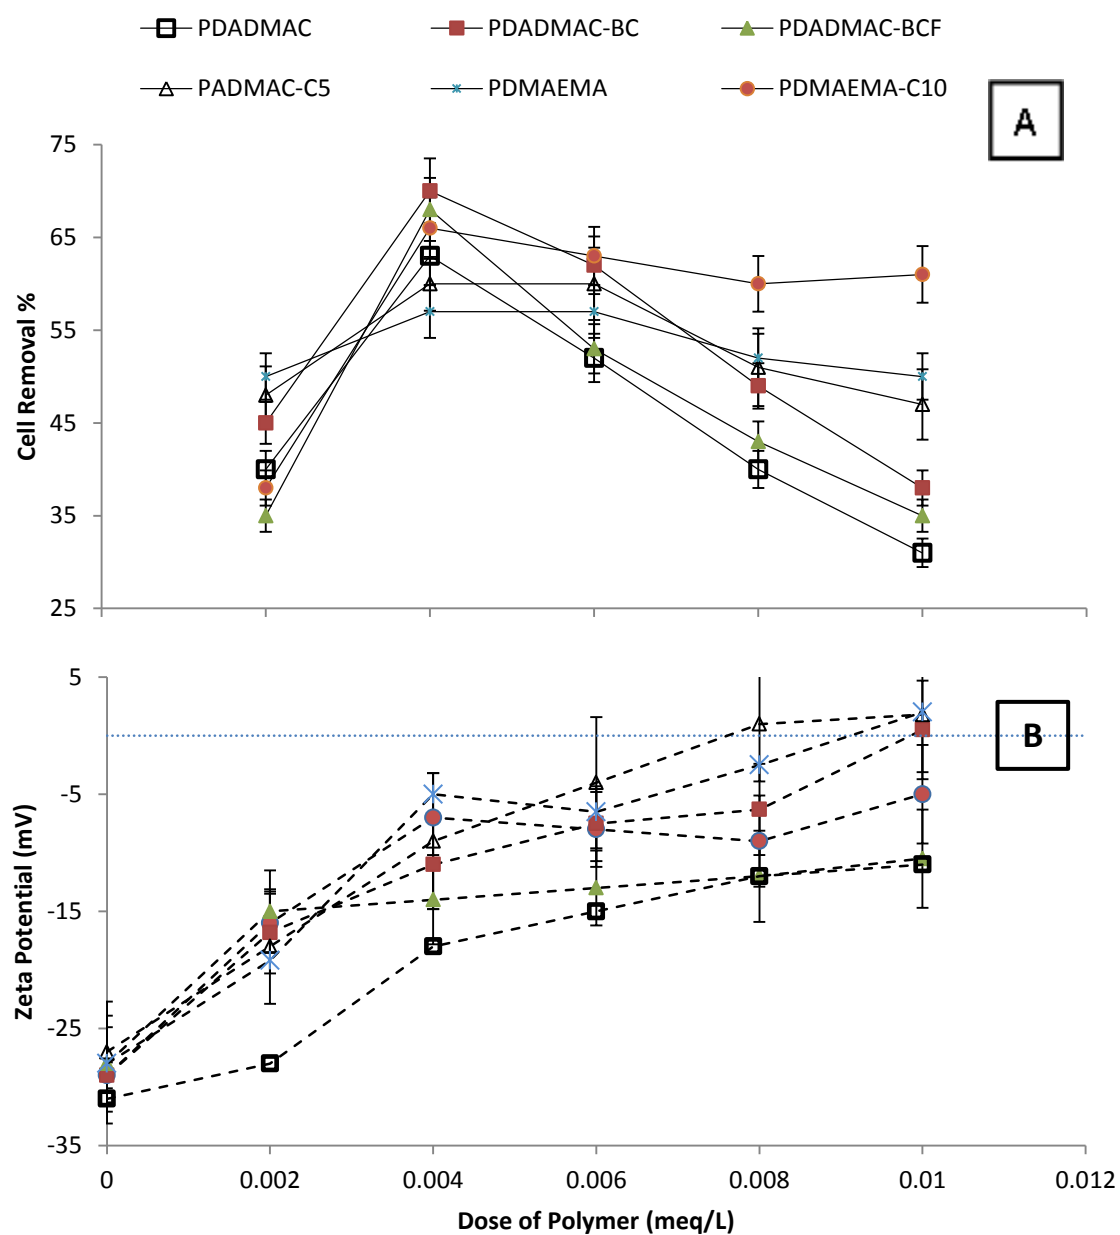 PDADMAC PDADMAC-BC PDADMAC-BCF
PADMAC-C5 PDMAEMA PDMAEMA-C10
A
75
65
55
45
35
25
Cell Removal %
5
-5
-15
-25
-35
Zeta Potential (mV)
B
0 0.002 0.004 0.006 0.008 0.01 0.012
Dose of Polymer (meq/L)